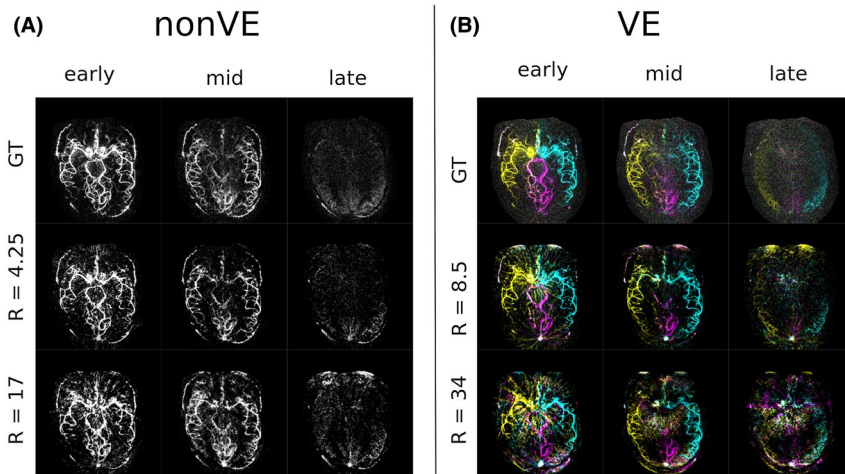 (A) nonVE
early mid late
GT
R = 4.25
R = 17
(B) VE
early mid late
GT
R = 8.5
R = 34